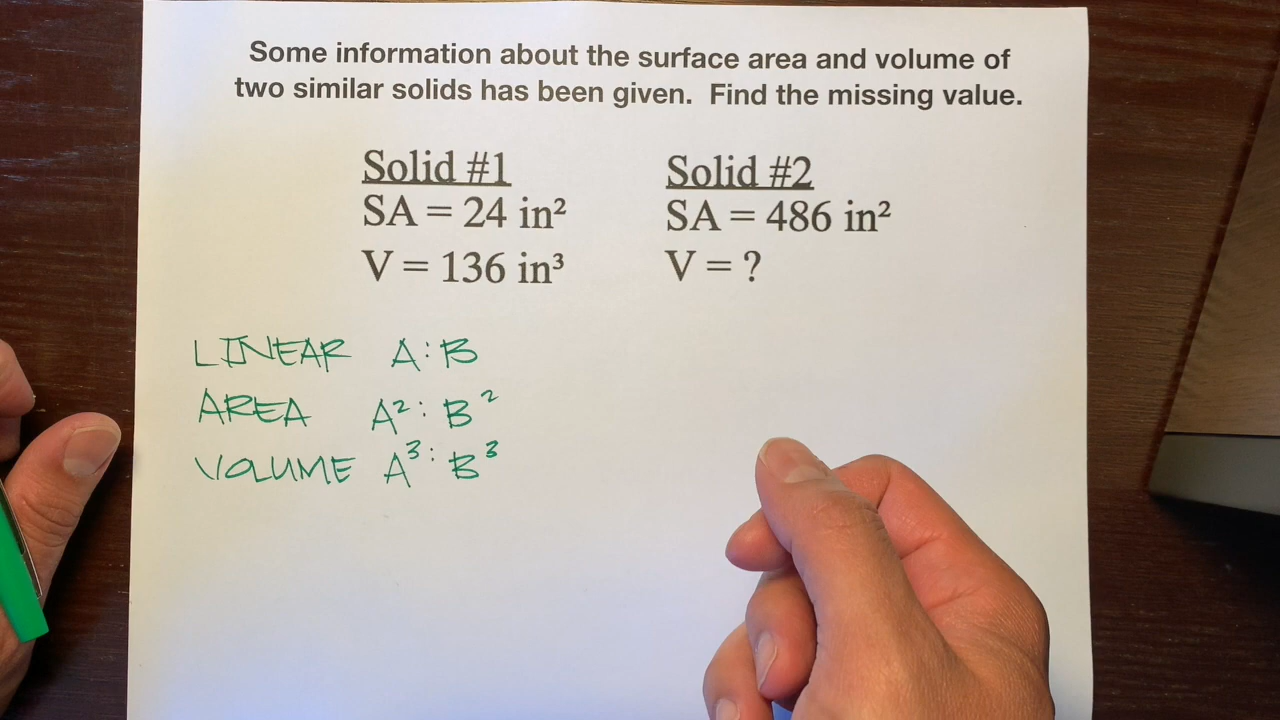 Some information about the surface area and volume of
two similar solids has been given. Find the missing value.
Solid #1
SA = 24 in²
V = 136 in³
Solid #2
SA = 486 in²
V = ?
LINEAR A:B
AREA A²:B²
VOLUME A³:B³